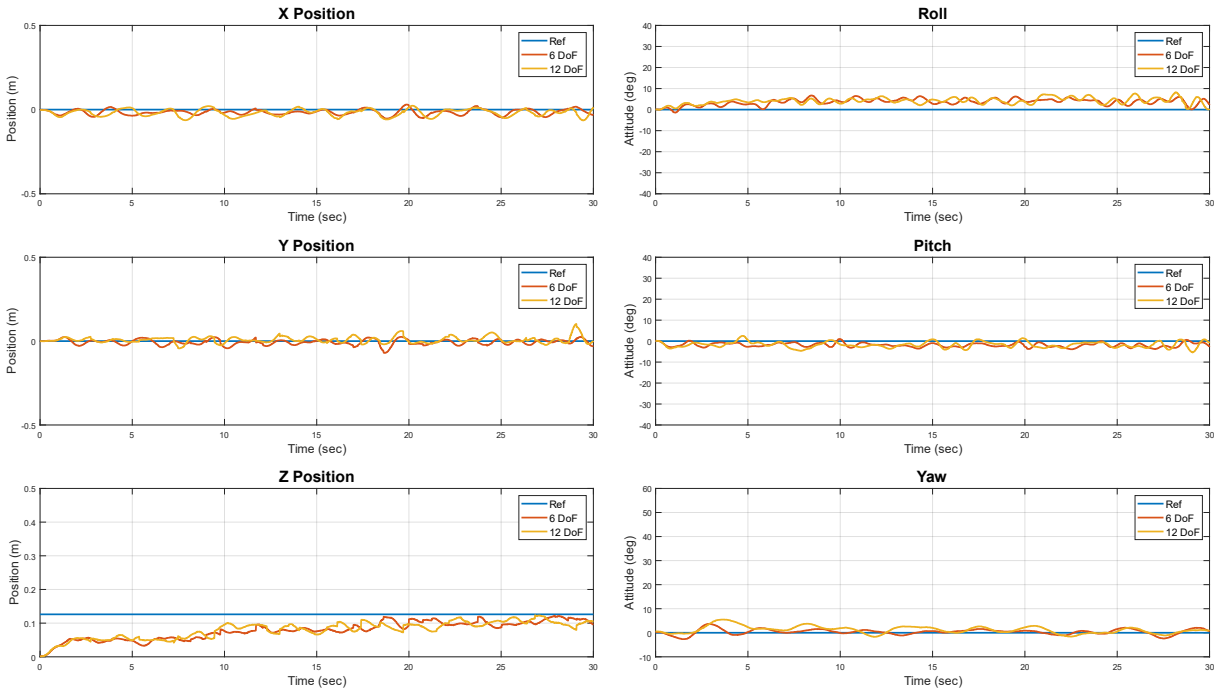 X Position
0.5
0
-0.5
Position (m)
0 5 10 15 20 25 30
Time (sec)
Ref
6 DoF
12 DoF
Roll
40
30
20
10
0
-10
-20
-30
-40
Attitude (deg)
0 5 10 15 20 25 30
Time (sec)
Ref
6 DoF
12 DoF
Y Position
0.5
0
-0.5
Position (m)
0 5 10 15 20 25 30
Time (sec)
Ref
6 DoF
12 DoF
Pitch
40
30
20
10
0
-10
-20
-30
-40
Attitude (deg)
0 5 10 15 20 25 30
Time (sec)
Ref
6 DoF
12 DoF
Z Position
0.5
0.4
0.3
0.2
0.1
0
Position (m)
0 5 10 15 20 25 30
Time (sec)
Ref
6 DoF
12 DoF
Yaw
60
50
40
30
20
10
0
-10
Attitude (deg)
0 5 10 15 20 25 30
Time (sec)
Ref
6 DoF
12 DoF